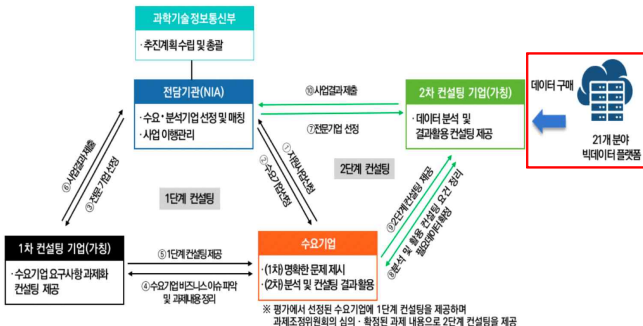 과학기술정보통신부
· 추진계획 수립 및 총괄
전담기관(NIA)
· 수요·분석기업 선정 및 매칭
· 사업 이행관리
⑩사업결과 제출
⑦전문기업 선정
2차 컨설팅 기업(가칭)
· 데이터 분석 및
결과활용 컨설팅 제공
데이터 구매
21개 분야
빅데이터 플랫폼
⑥사업결과 제출
③전문 기업 선정
1단계 컨설팅
①지원사업신청
②수요기업선정
2단계 컨설팅
⑨2단계컨설팅 제공
⑧분석 및 활용 컨설팅 요건 정리
필요데이터확정
1차 컨설팅 기업(가칭)
· 수요기업 요구사항 과제화
컨설팅 제공
⑤1단계 컨설팅제공
④수요기업 비즈니스 이슈 파악
및 과제내용 정리
수요기업
· (1차) 명확한 문제 제시
· (2차) 분석 및 컨설팅 결과 활용
※ 평가에서 선정된 수요기업에 1단계 컨설팅을 제공하며
과제조정위원회의 심의 · 확정된 과제 내용으로 2단계 컨설팅을 제공